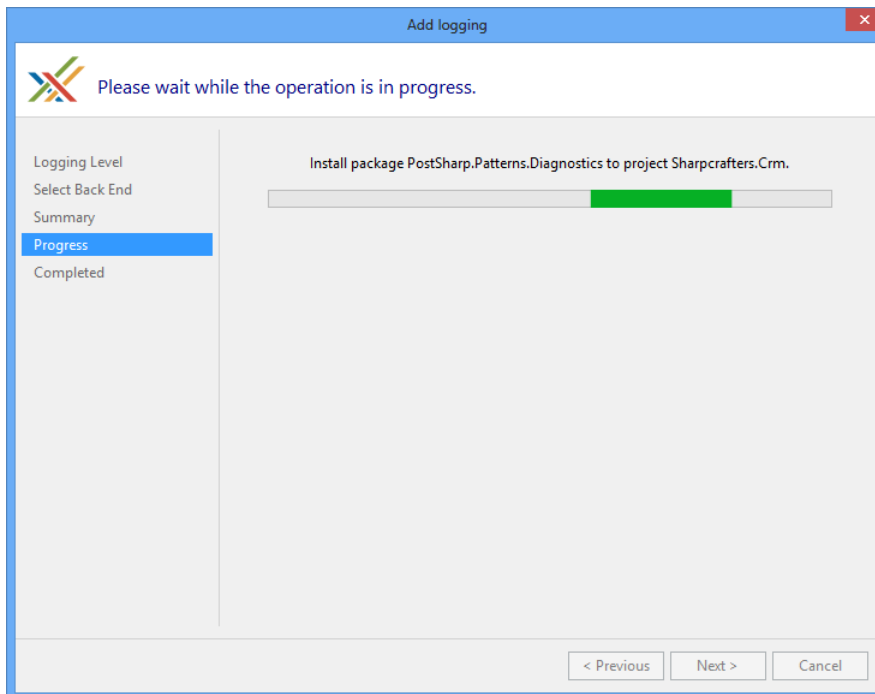 Add logging
Please wait while the operation is in progress.
Logging Level
Select Back End
Summary
Progress
Completed
Install package PostSharp.Patterns.Diagnostics to project Sharpcrafters.Crm.
< Previous
Next >
Cancel